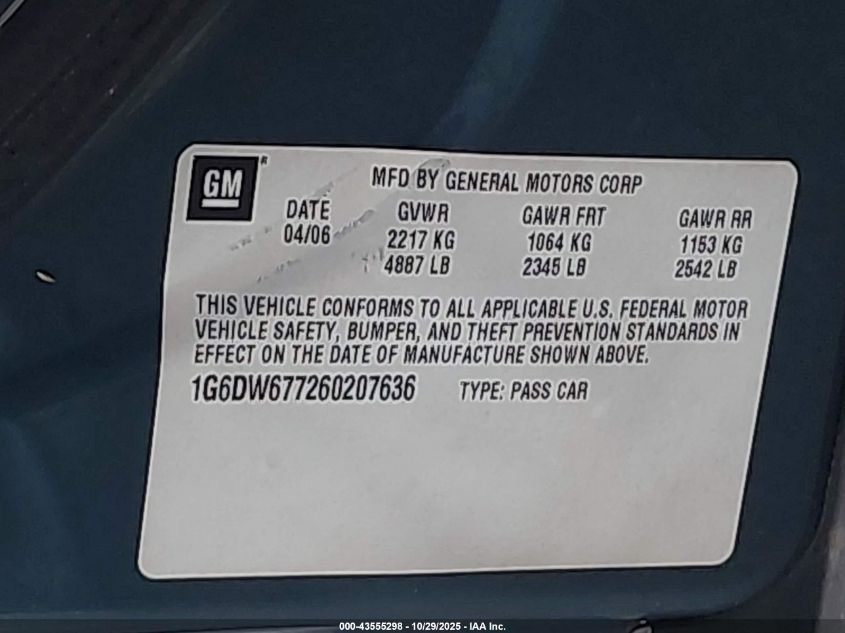 GM®
MFD BY GENERAL MOTORS CORP
DATE GVWR GAWR FRT GAWR RR
04/06 2217 KG 1064 KG 1153 KG
4887 LB 2345 LB 2542 LB
THIS VEHICLE CONFORMS TO ALL APPLICABLE U.S. FEDERAL MOTOR
VEHICLE SAFETY, BUMPER, AND THEFT PREVENTION STANDARDS IN
EFFECT ON THE DATE OF MANUFACTURE SHOWN ABOVE.
1G6DW677260207636 TYPE: PASS CAR
000-43555298 - 10/29/2025 - IAA Inc.